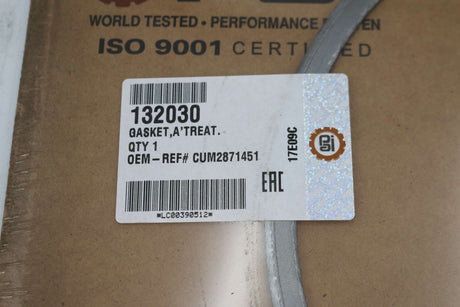 WORLD TESTED • PERFORMANCE
ISO 9001 CERTIFIED
132030
GASKET,A'TREAT.
QTY 1
OEM-REF# CUM2871451
17E09C
EAC
*LC00390512*